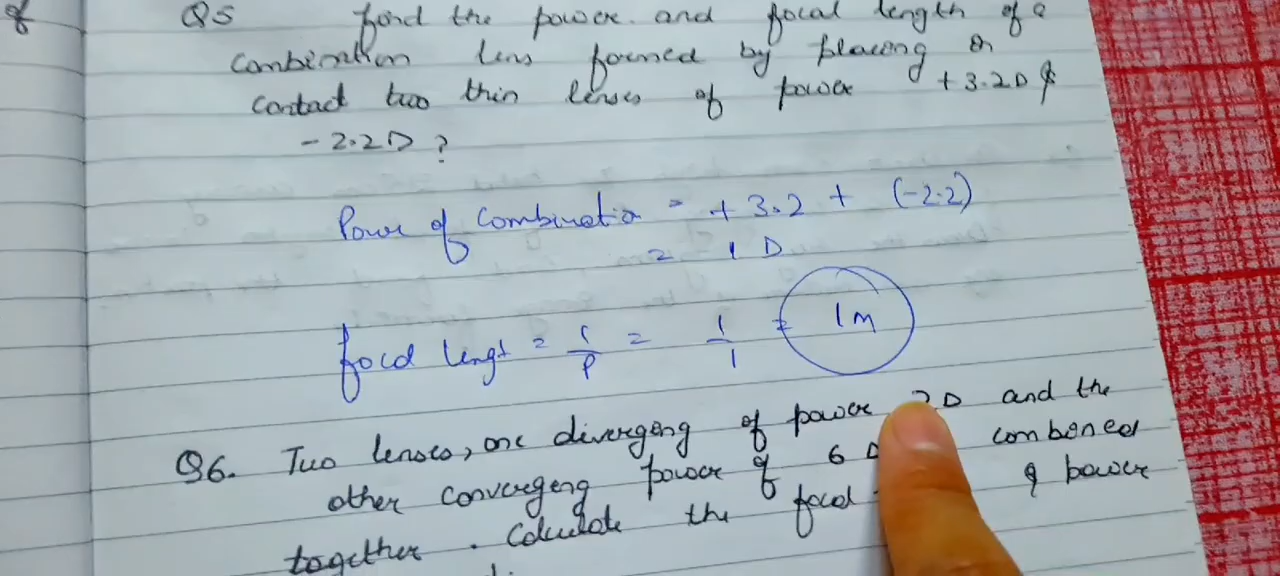 Q5 find the power and focal length of a
combination lens formed by placing in
contact two thin lenses of power +3.2D &
-2.2D ?
Power of combination = +3.2 + (-2.2)
= 1 D
focal lengt = 1/P = 1/1 = 1m
Q6. Two lenses, one diverging of power D and the
other converging power of 6 D combined
together. Calculate the focal & power